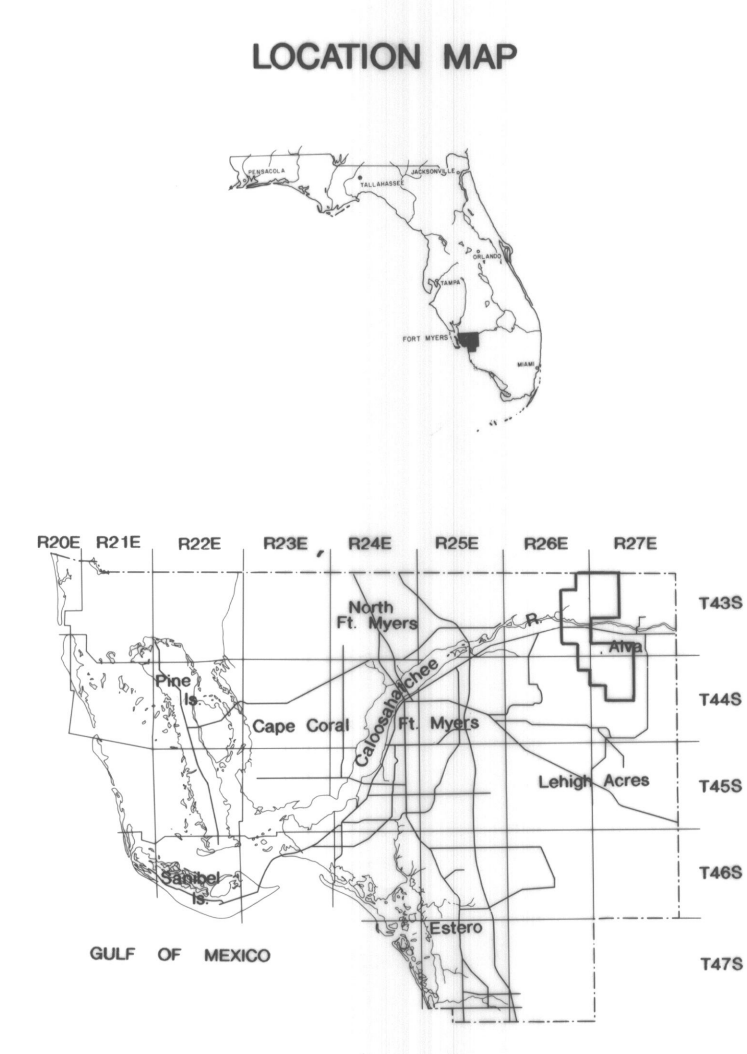 LOCATION MAP
PENSACOLA
TALLAHASSEE
JACKSONVILLE
ORLANDO
TAMPA
FORT MYERS
MIAMI
R20E R21E R22E R23E R24E R25E R26E R27E
T43S
North
Ft. Myers
R.
Alva
Pine
Is.
T44S
Caloosahatchee
Cape Coral
Ft. Myers
Lehigh Acres
T45S
Sanibel
Is.
T46S
Estero
GULF OF MEXICO
T47S